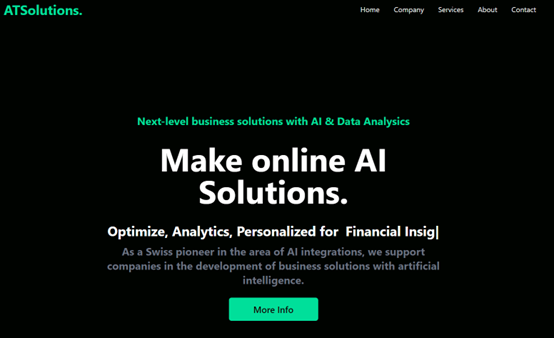 ATSolutions.
Home Company Services About Contact
Next-level business solutions with AI & Data Analysics
Make online AI
Solutions.
Optimize, Analytics, Personalized for Financial Insig|
As a Swiss pioneer in the area of AI integrations, we support
companies in the development of business solutions with artificial
intelligence.
More Info